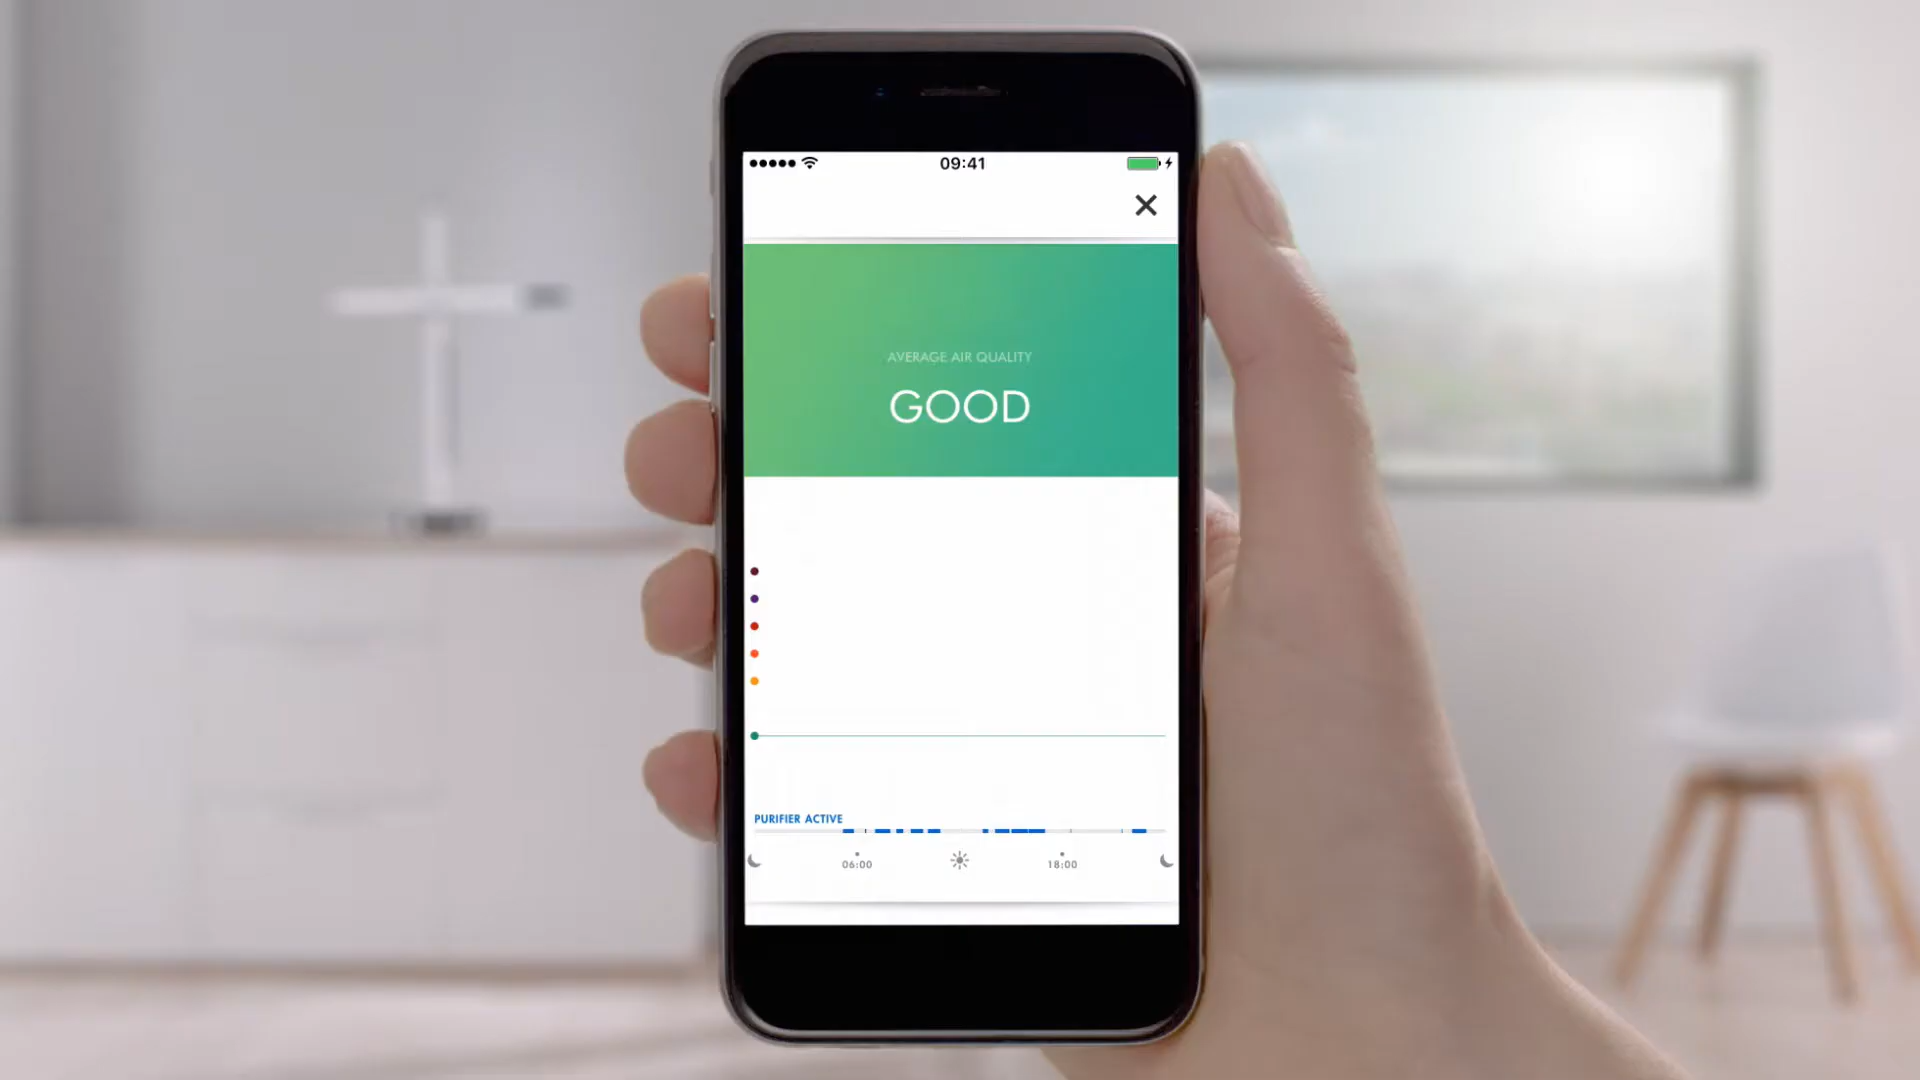 09:41
AVERAGE AIR QUALITY
GOOD
PURIFIER ACTIVE
06:00
18:00